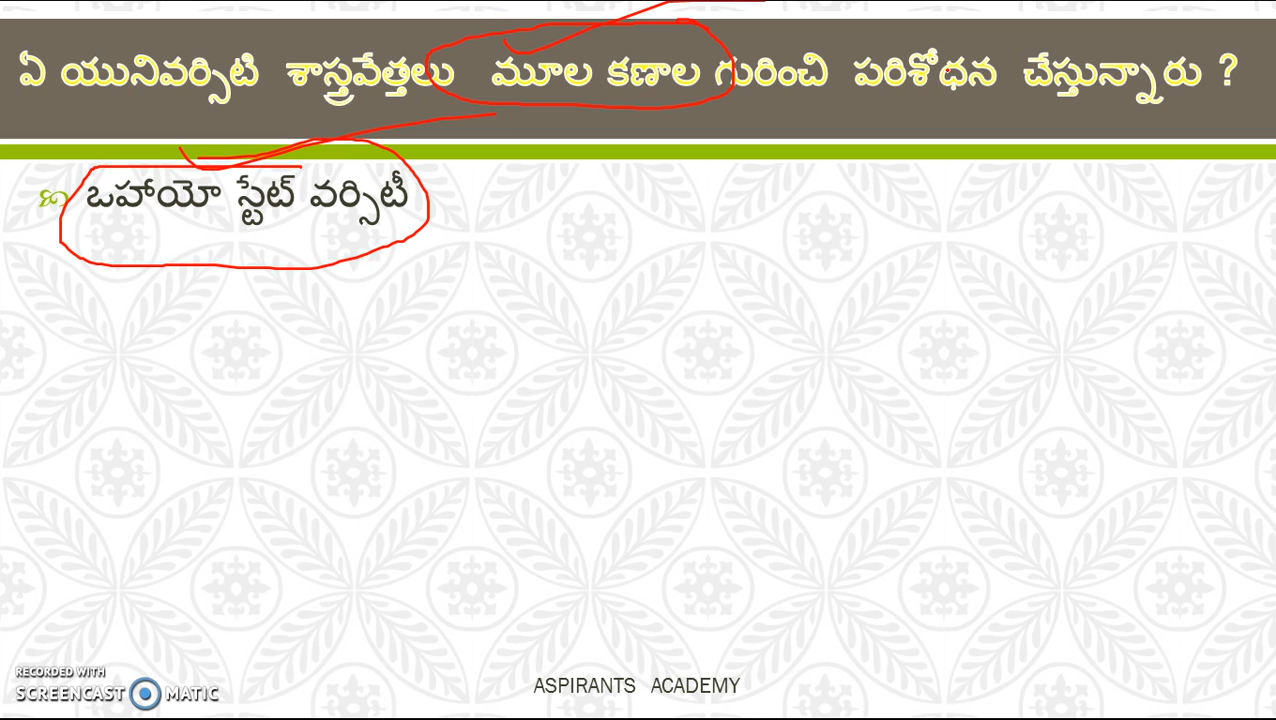 ఏ యునివర్సిటి శాస్త్రవేత్తలు మూల కణాల గురించి పరిశోధన చేస్తున్నారు ?
ఒహాయో స్టేట్ వర్సిటీ
RECORDED WITH
SCREENCAST MATIC
ASPIRANTS ACADEMY